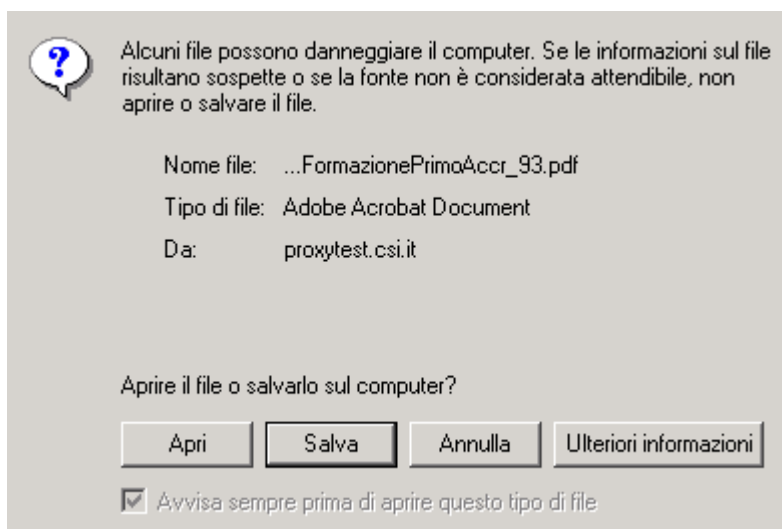 Alcuni file possono danneggiare il computer. Se le informazioni sul file
risultano sospette o se la fonte non è considerata attendibile, non
aprire o salvare il file.
Nome file: ...FormazionePrimoAccr_93.pdf
Tipo di file: Adobe Acrobat Document
Da: proxytest.csi.it
Aprire il file o salvarlo sul computer?
Apri Salva Annulla Ulteriori informazioni
Avvisa sempre prima di aprire questo tipo di file